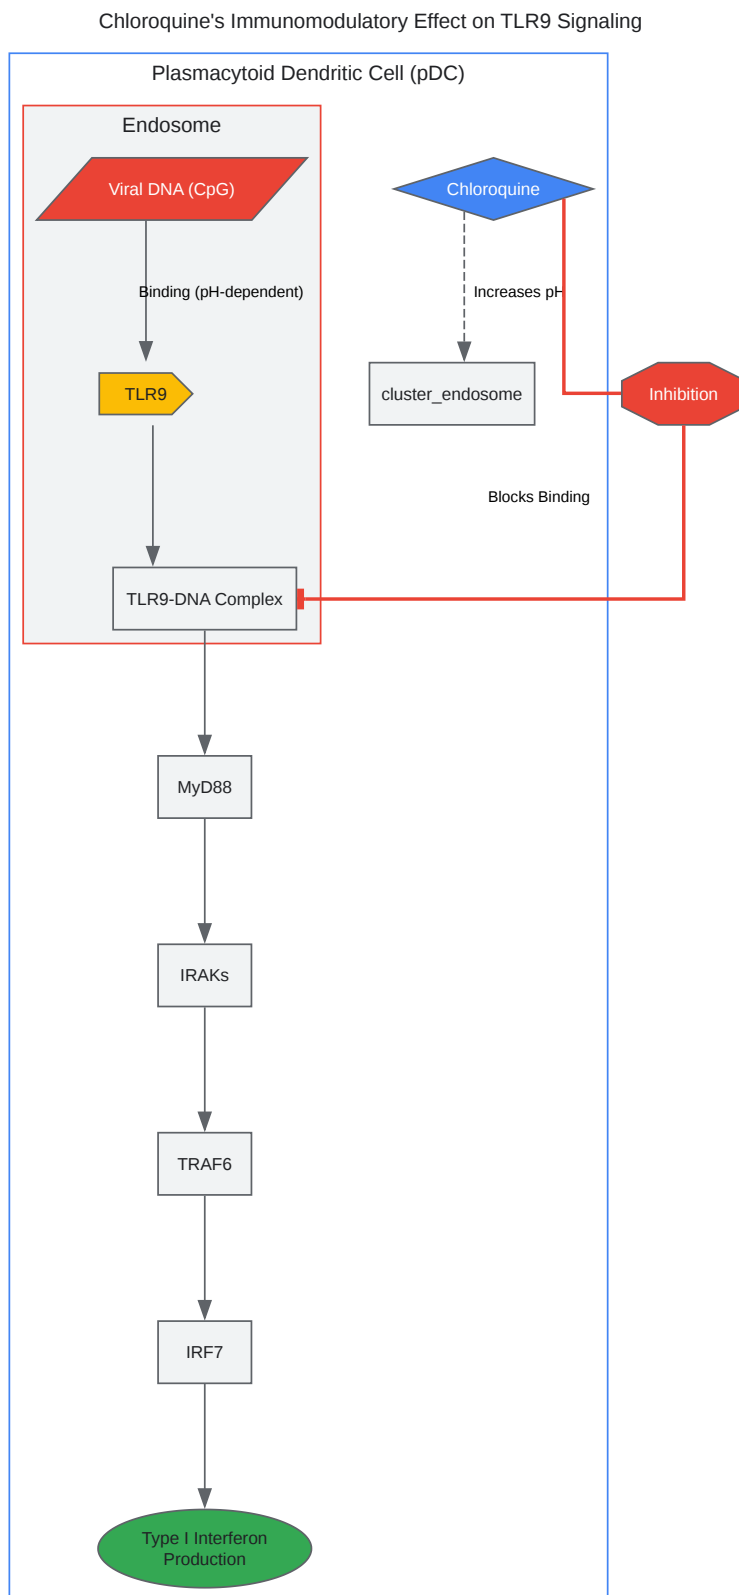 Chloroquine's Immunomodulatory Effect on TLR9 Signaling
Plasmacytoid Dendritic Cell (pDC)
Endosome
Viral DNA (CpG)
Chloroquine
Binding (pH-dependent)
Increases pH
TLR9
cluster_endosome
Inhibition
Blocks Binding
TLR9-DNA Complex
MyD88
IRAKs
TRAF6
IRF7
Type I Interferon
Production